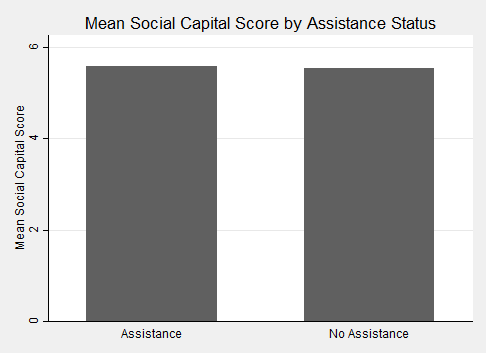 Mean Social Capital Score by Assistance Status
Mean Social Capital Score
6
4
2
0
Assistance
No Assistance